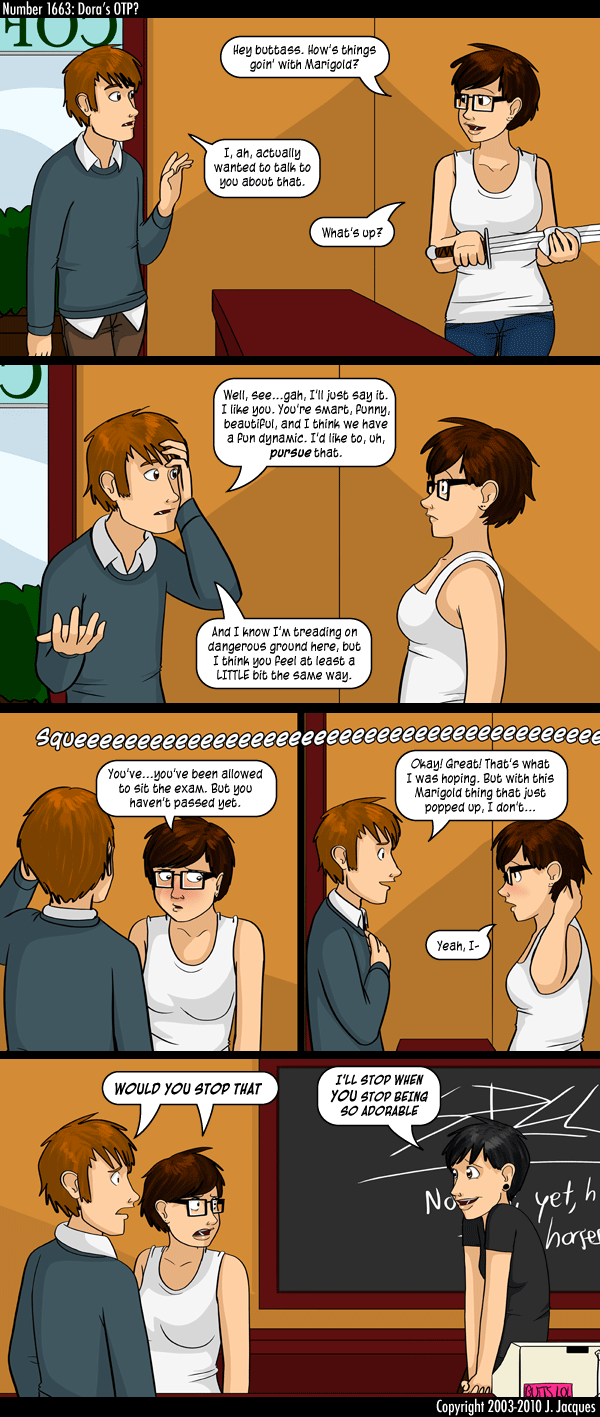 Number 1663: Dora's OTP?
COF
Hey buttass. How's things
goin' with Marigold?
I, ah, actually
wanted to talk to
you about that.
What's up?
Well, see...gah, I'll just say it.
I like you. You're smart, funny,
beautiful, and I think we have
a fun dynamic. I'd like to, uh,
pursue that.
And I know I'm treading on
dangerous ground here, but
I think you feel at least a
LITTLE bit the same way.
Squeeeeeeeeeeeeeeeeeeeeeeeeeeeeeeeeeeeeeeeeee
You've...you've been allowed
to sit the exam. But you
haven't passed yet.
Okay! Great! That's what
I was hoping. But with this
Marigold thing that just
popped up, I don't...
Yeah, I-
WOULD YOU STOP THAT
I'LL STOP WHEN
YOU STOP BEING
SO ADORABLE
No yet, h
horse
Copyright 2003-2010 J. Jacques